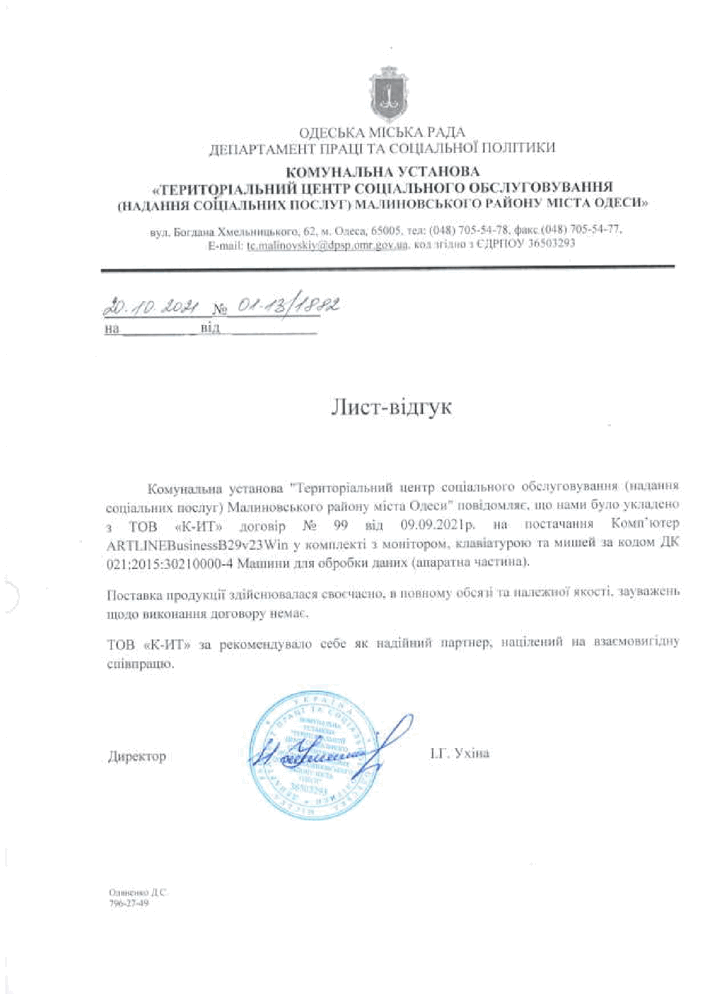 ОДЕСЬКА МІСЬКА РАДА
ДЕПАРТАМЕНТ ПРАЦІ ТА СОЦІАЛЬНОЇ ПОЛІТИКИ
КОМУНАЛЬНА УСТАНОВА
«ТЕРИТОРІАЛЬНИЙ ЦЕНТР СОЦІАЛЬНОГО ОБСЛУГОВУВАННЯ
(НАДАННЯ СОЦІАЛЬНИХ ПОСЛУГ) МАЛИНОВСЬКОГО РАЙОНУ МІСТА ОДЕСИ»
вул. Богдана Хмельницького, 62, м. Одеса, 65005, тел: (048) 705-54-78, факс.(048) 705-54-77,
E-mail: tc.malinovskiy@dpsp.omr.gov.ua, код згідно з ЄДРПОУ 36503293
20.10.2021 № 01-13/1882
на від
Лист-відгук
Комунальна установа "Територіальний центр соціального обслуговування (надання
соціальних послуг) Малиновського району міста Одеси" повідомляє, що нами було укладено
з ТОВ «К-ИТ» договір № 99 від 09.09.2021р. на постачання Комп'ютер
ARTLINEBusinessB29v23Win у комплекті з монітором, клавіатурою та мишей за кодом ДК
021:2015:30210000-4 Машини для обробки даних (апаратна частина).
Поставка продукції здійснювалася своєчасно, в повному обсязі та належної якості, зауважень
щодо виконання договору немає.
ТОВ «К-ИТ» за рекомендувало себе як надійний партнер, націлений на взаємовигідну
співпрацю.
Директор І.Г. Ухіна
УКРАЇНА
36503293
Д.С.
796-27-49